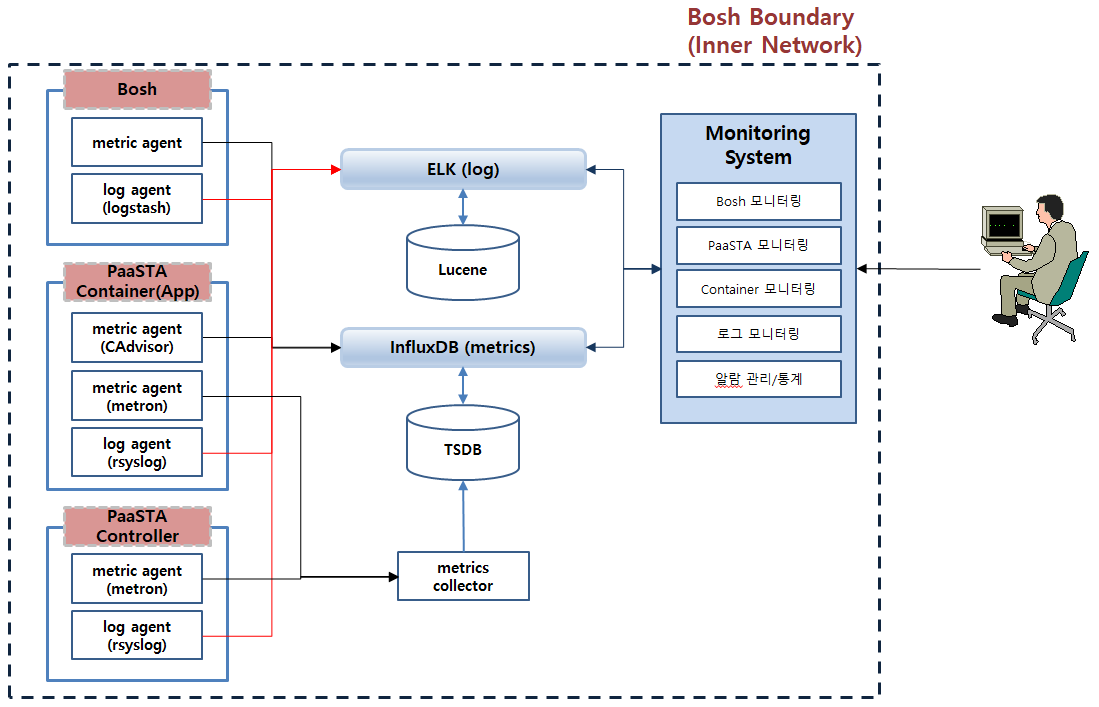 Bosh Boundary
(Inner Network)
Bosh
metric agent
log agent
(logstash)
PaaSTA
Container(App)
metric agent
(CAdvisor)
metric agent
(metron)
log agent
(rsyslog)
PaaSTA
Controller
metric agent
(metron)
log agent
(rsyslog)
ELK (log)
Lucene
InfluxDB (metrics)
TSDB
metrics
collector
Monitoring
System
Bosh 모니터링
PaaSTA 모니터링
Container 모니터링
로그 모니터링
알람 관리/통계